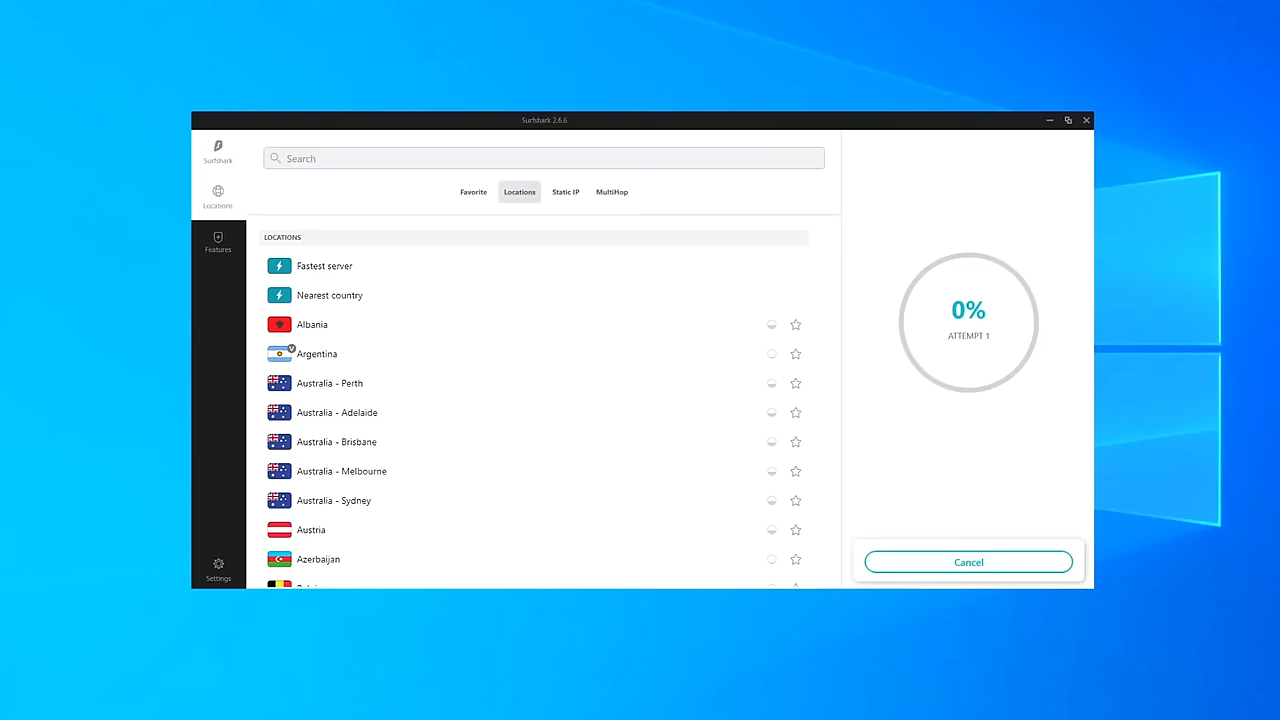 Surfshark 2.6.6
Surfshark
Locations
Features
Settings
Search
Favorite Locations Static IP MultiHop
LOCATIONS
Fastest server
Nearest country
Albania
V
Argentina
Australia - Perth
Australia - Adelaide
Australia - Brisbane
Australia - Melbourne
Australia - Sydney
Austria
Azerbaijan
0%
ATTEMPT 1
Cancel